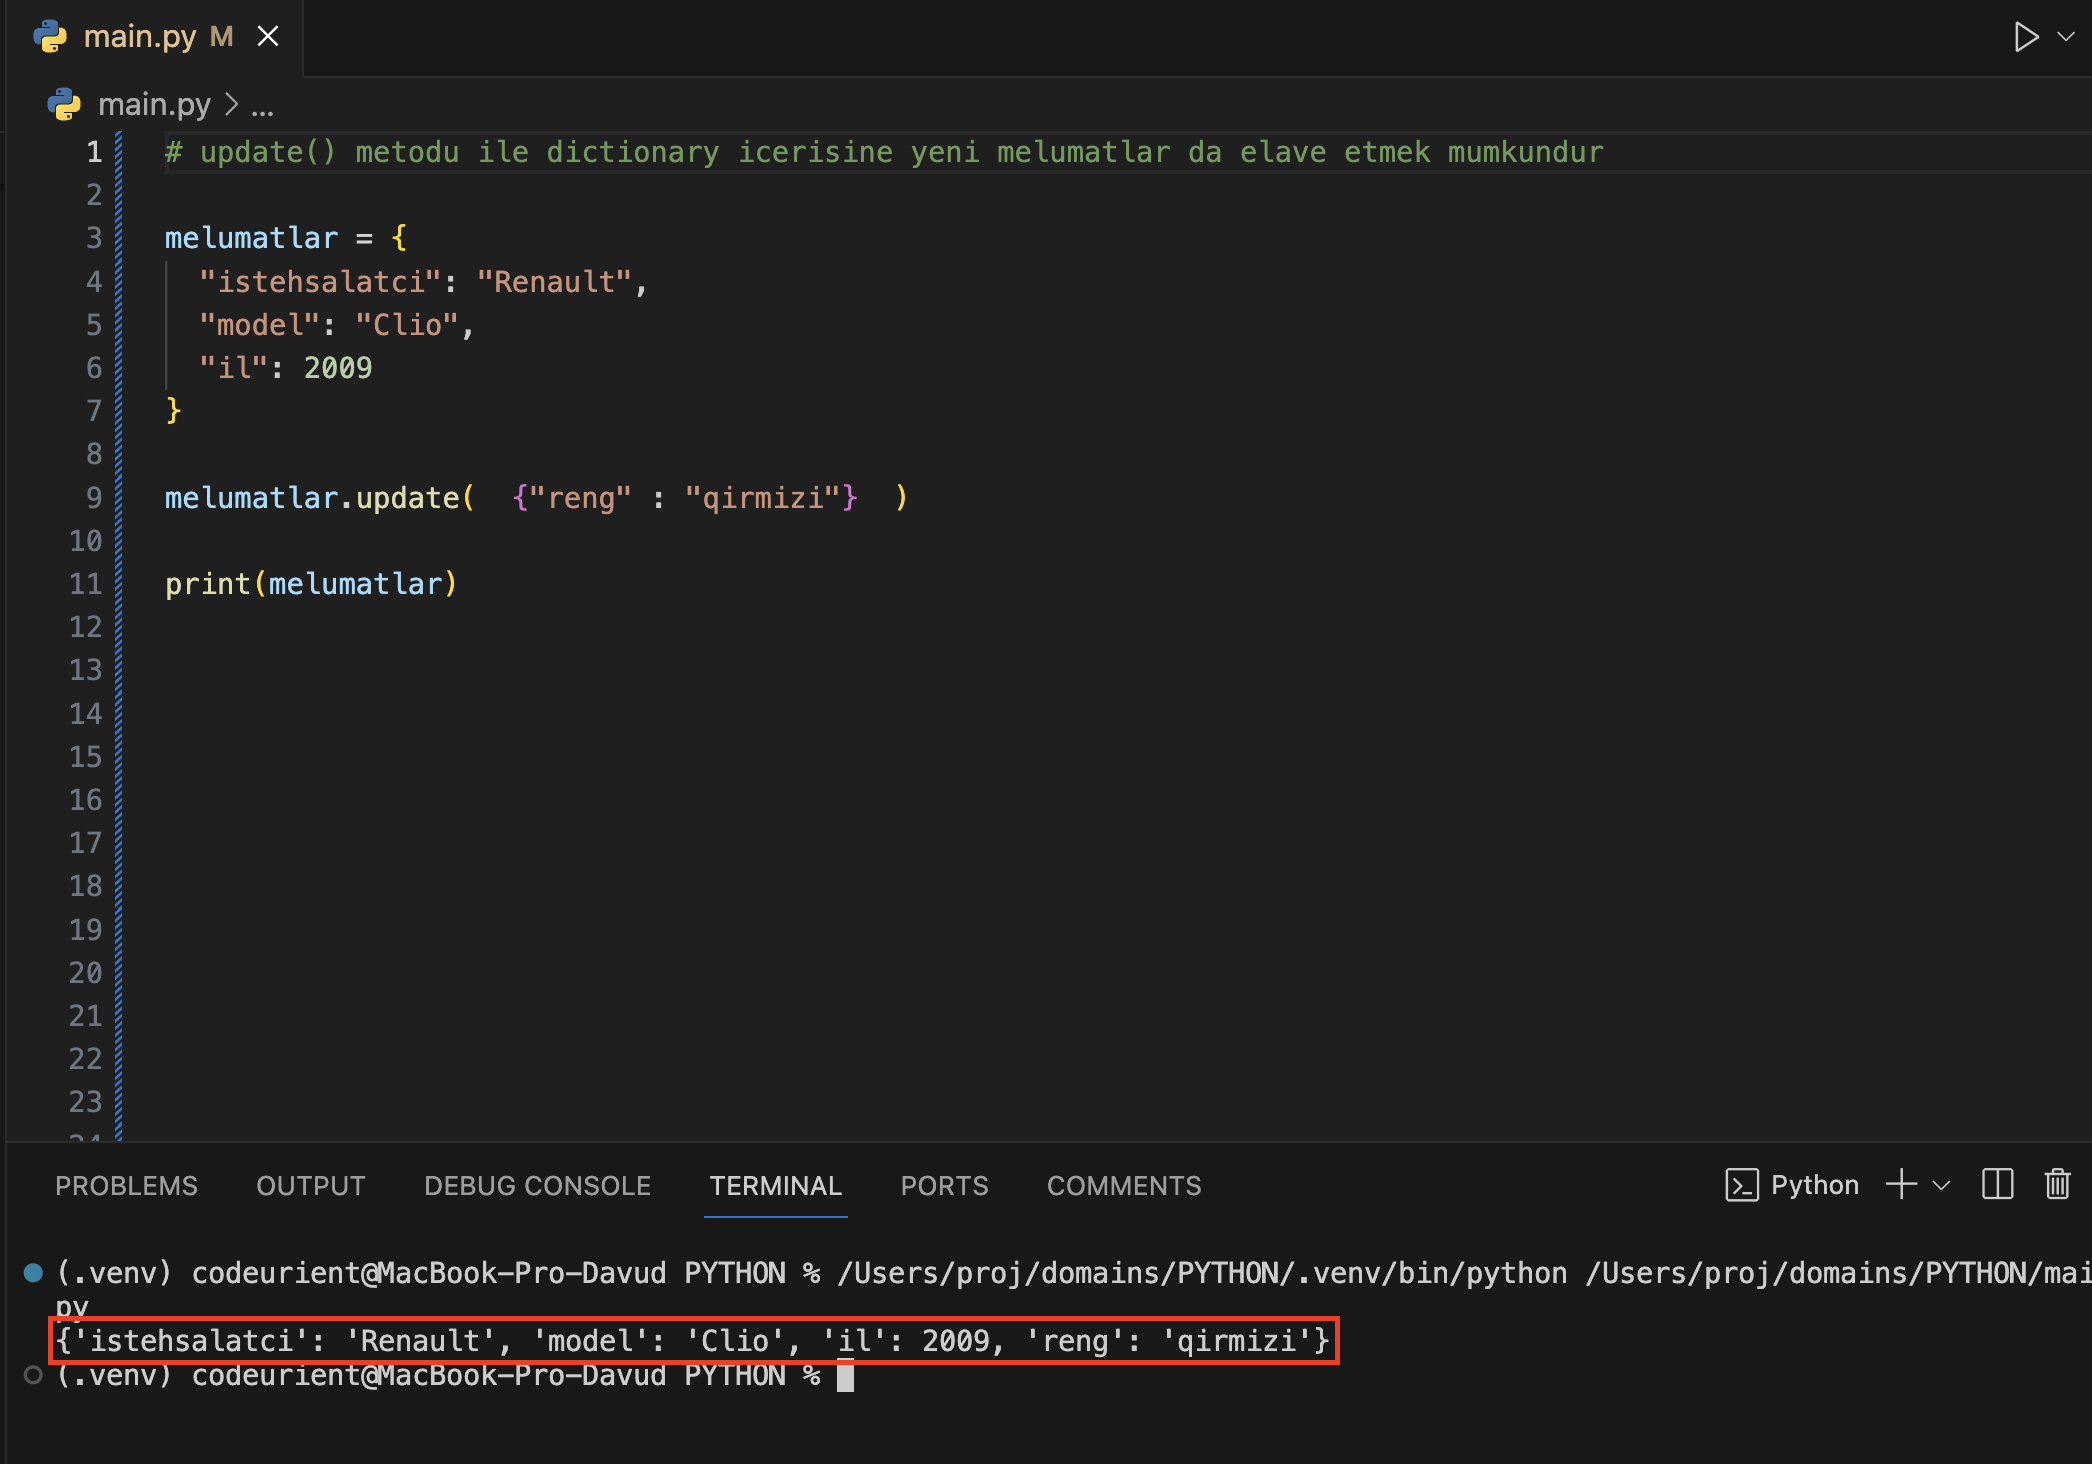 main.py M
main.py > ...
1 # update() metodu ile dictionary icerisine yeni melumatlar da elave etmek mumkundur
2
3 melumatlar = {
4 "istehsalatci": "Renault",
5 "model": "Clio",
6 "il": 2009
7 }
8
9 melumatlar.update(  {"reng" : "qirmizi"}  )
10
11 print(melumatlar)
12
13
14
15
16
17
18
19
20
21
22
23
24
PROBLEMS OUTPUT DEBUG CONSOLE TERMINAL PORTS COMMENTS Python
(.venv) codeurient@MacBook-Pro-Davud PYTHON % /Users/proj/domains/PYTHON/.venv/bin/python /Users/proj/domains/PYTHON/mai
py
{'istehsalatci': 'Renault', 'model': 'Clio', 'il': 2009, 'reng': 'qirmizi'}
(.venv) codeurient@MacBook-Pro-Davud PYTHON %